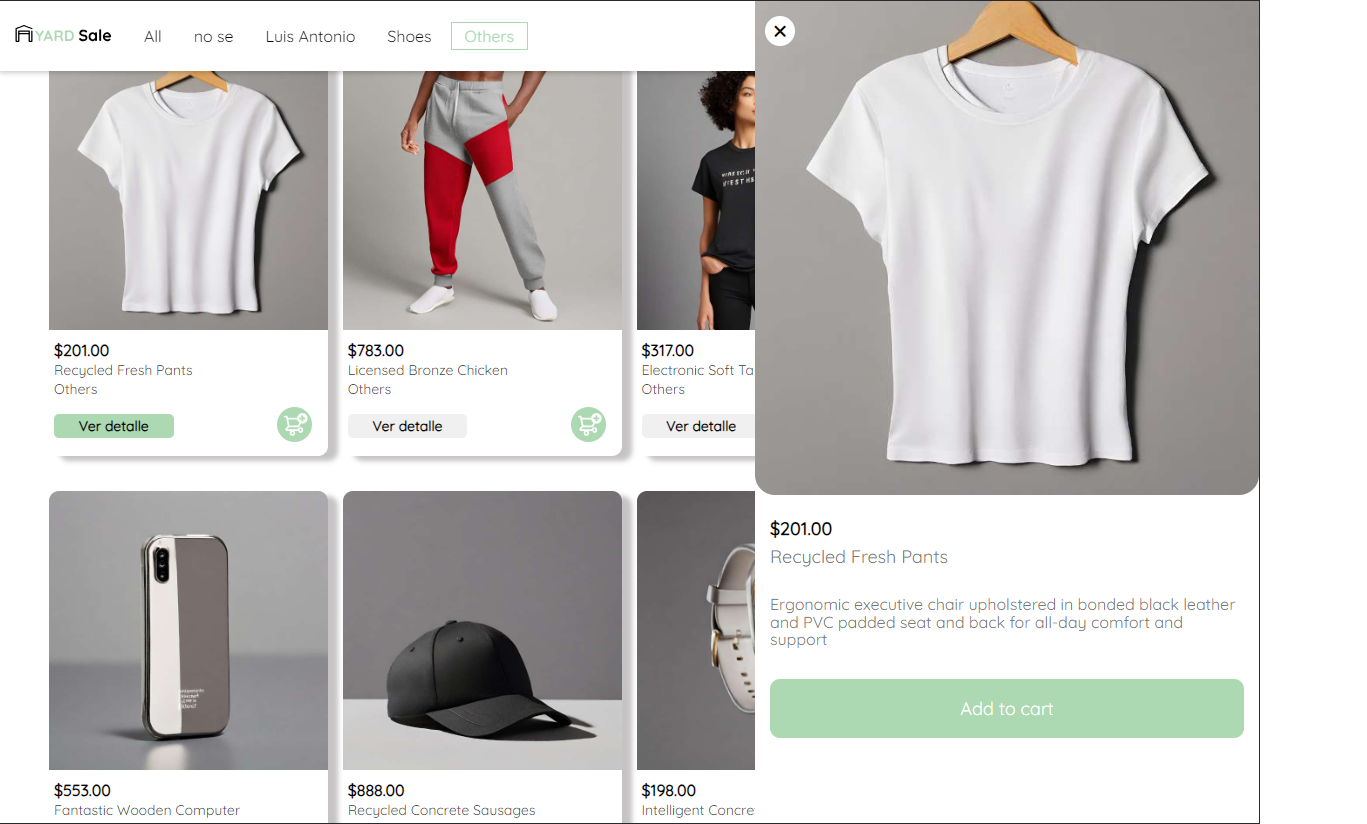 YARD Sale
All
no se
Luis Antonio
Shoes
Others
$201.00
Recycled Fresh Pants
Others
Ver detalle
$783.00
Licensed Bronze Chicken
Others
Ver detalle
$317.00
Electronic Soft Ta
Others
Ver detalle
$553.00
Fantastic Wooden Computer
$888.00
Recycled Concrete Sausages
$198.00
Intelligent Concre
$201.00
Recycled Fresh Pants
Ergonomic executive chair upholstered in bonded black leather
and PVC padded seat and back for all-day comfort and
support
Add to cart